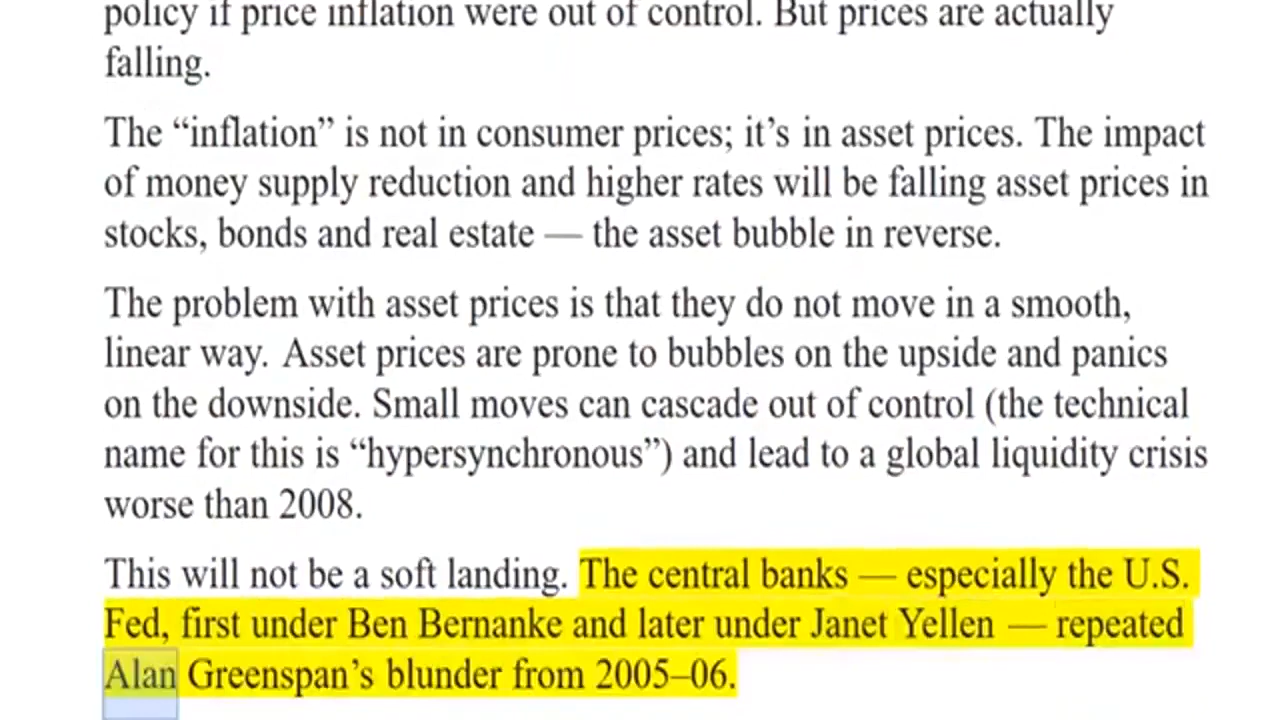 policy if price inflation were out of control. But prices are actually
falling.
The “inflation” is not in consumer prices; it’s in asset prices. The impact
of money supply reduction and higher rates will be falling asset prices in
stocks, bonds and real estate — the asset bubble in reverse.
The problem with asset prices is that they do not move in a smooth,
linear way. Asset prices are prone to bubbles on the upside and panics
on the downside. Small moves can cascade out of control (the technical
name for this is “hypersynchronous”) and lead to a global liquidity crisis
worse than 2008.
This will not be a soft landing. The central banks — especially the U.S.
Fed, first under Ben Bernanke and later under Janet Yellen — repeated
Alan Greenspan’s blunder from 2005–06.